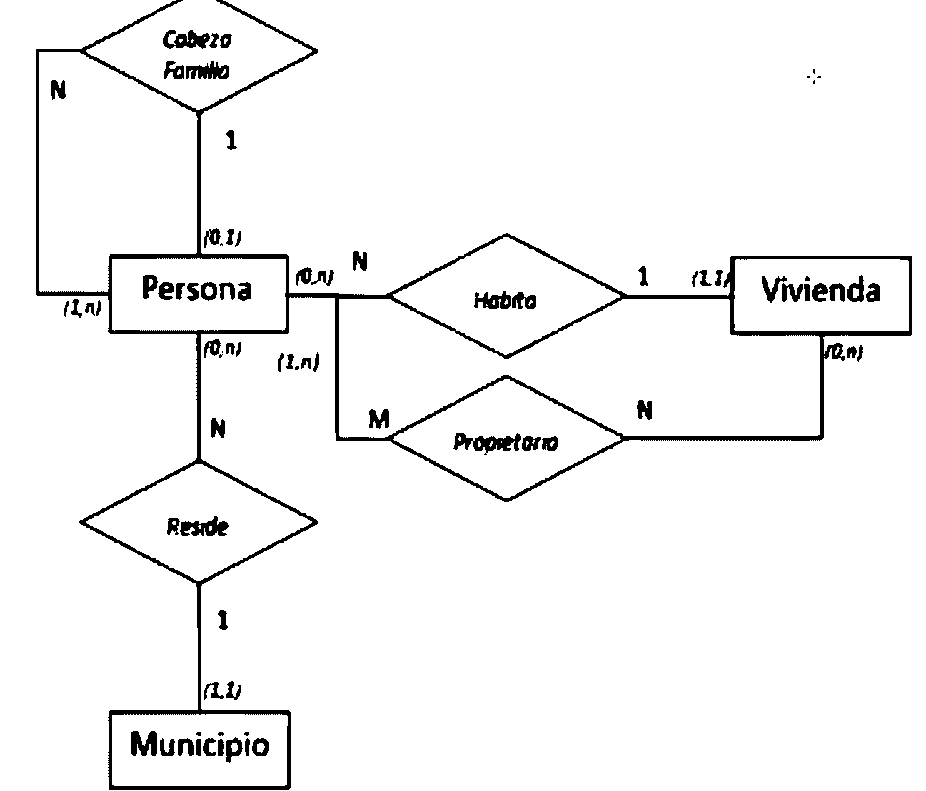 Cabeza
Familia
N
1
(0,1)
Persona
(1,n)
(0,n)
N
Habita
1
(1,1)
Vivienda
(0,n)
(0,n)
(1,n)
M
Propietario
N
N
Reside
1
(1,1)
Municipio